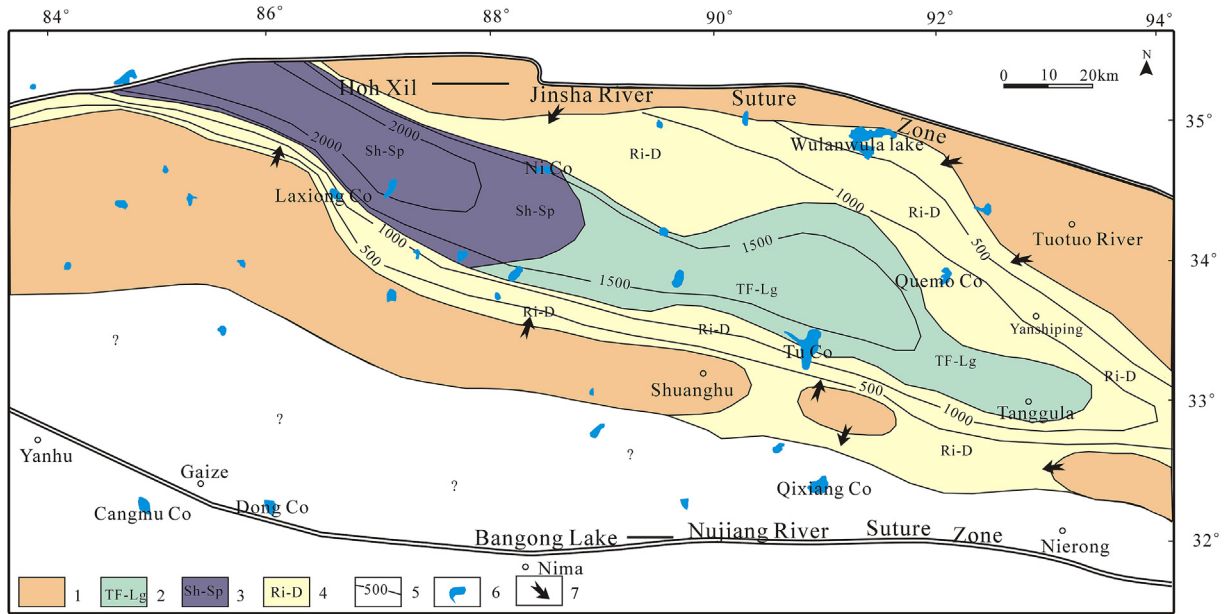 84° 86° 88° 90° 92° 94°
N
0 10 20km
Hoh Xil — Jinsha River Suture Zone
35°
2000
2000
Sh-Sp
Ri-D
Wulanwula lake
Ni Co
Laxiong Co
Sh-Sp
1000
Ri-D
500
Tuotuo River
1000
500
1500
34°
1500
TF-Lg
Quemo Co
Ri-D
Ri-D
Yanshiping
?
Tu Co
TF-Lg
Ri-D
Shuanghu
500
1000
Tanggula
33°
?
Yanhu
?
Ri-D
Gaize
?
Qixiang Co
Cangmu Co
Dong Co
Bangong Lake — Nujiang River Suture Zone
Nierong
32°
Nima
1 TF-Lg 2 Sh-Sp 3 Ri-D 4 500 5 6 7